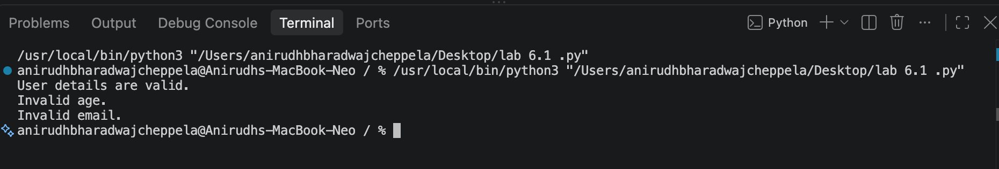 Problems Output Debug Console Terminal Ports Python
/usr/local/bin/python3 "/Users/anirudhbharadwajcheppela/Desktop/lab 6.1 .py"
anirudhbharadwajcheppela@Anirudhs-MacBook-Neo / % /usr/local/bin/python3 "/Users/anirudhbharadwajcheppela/Desktop/lab 6.1 .py"
User details are valid.
Invalid age.
Invalid email.
anirudhbharadwajcheppela@Anirudhs-MacBook-Neo / %